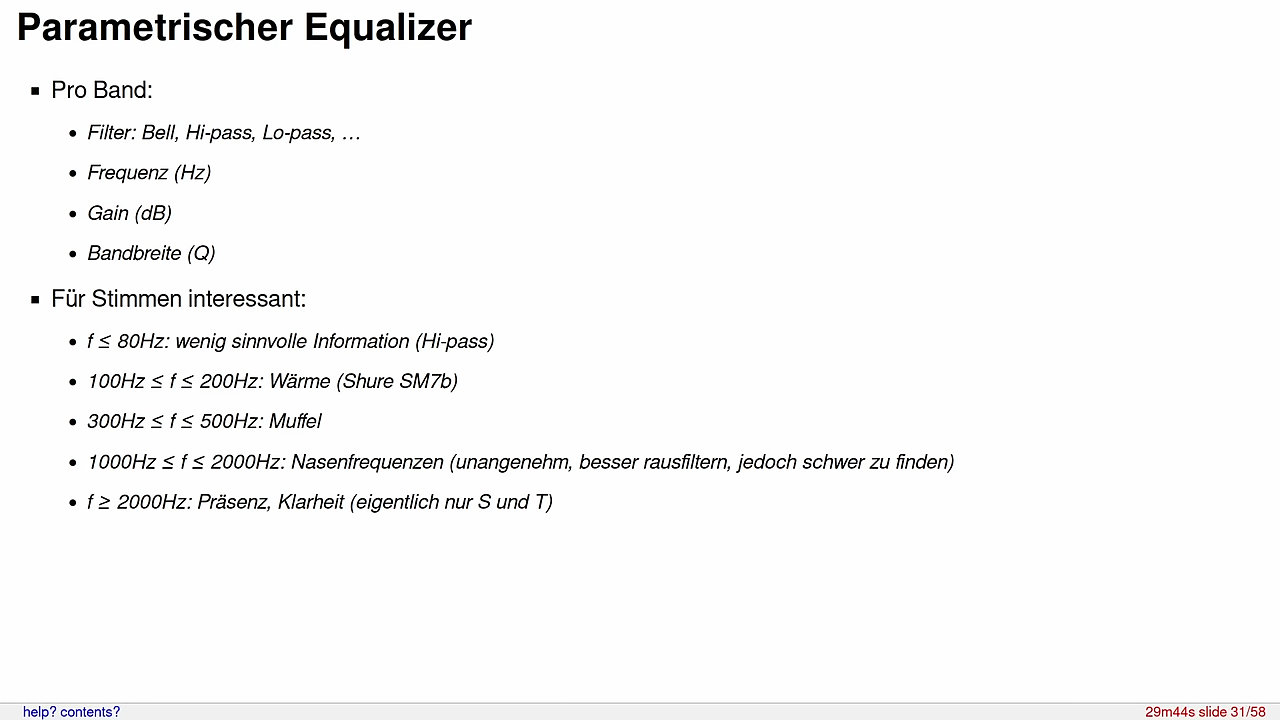 Parametrischer Equalizer
Pro Band:
Filter: Bell, Hi-pass, Lo-pass, …
Frequenz (Hz)
Gain (dB)
Bandbreite (Q)
Für Stimmen interessant:
f ≤ 80Hz: wenig sinnvolle Information (Hi-pass)
100Hz ≤ f ≤ 200Hz: Wärme (Shure SM7b)
300Hz ≤ f ≤ 500Hz: Muffel
1000Hz ≤ f ≤ 2000Hz: Nasenfrequenzen (unangenehm, besser rausfiltern, jedoch schwer zu finden)
f ≥ 2000Hz: Präsenz, Klarheit (eigentlich nur S und T)
help? contents?
29m44s slide 31/58